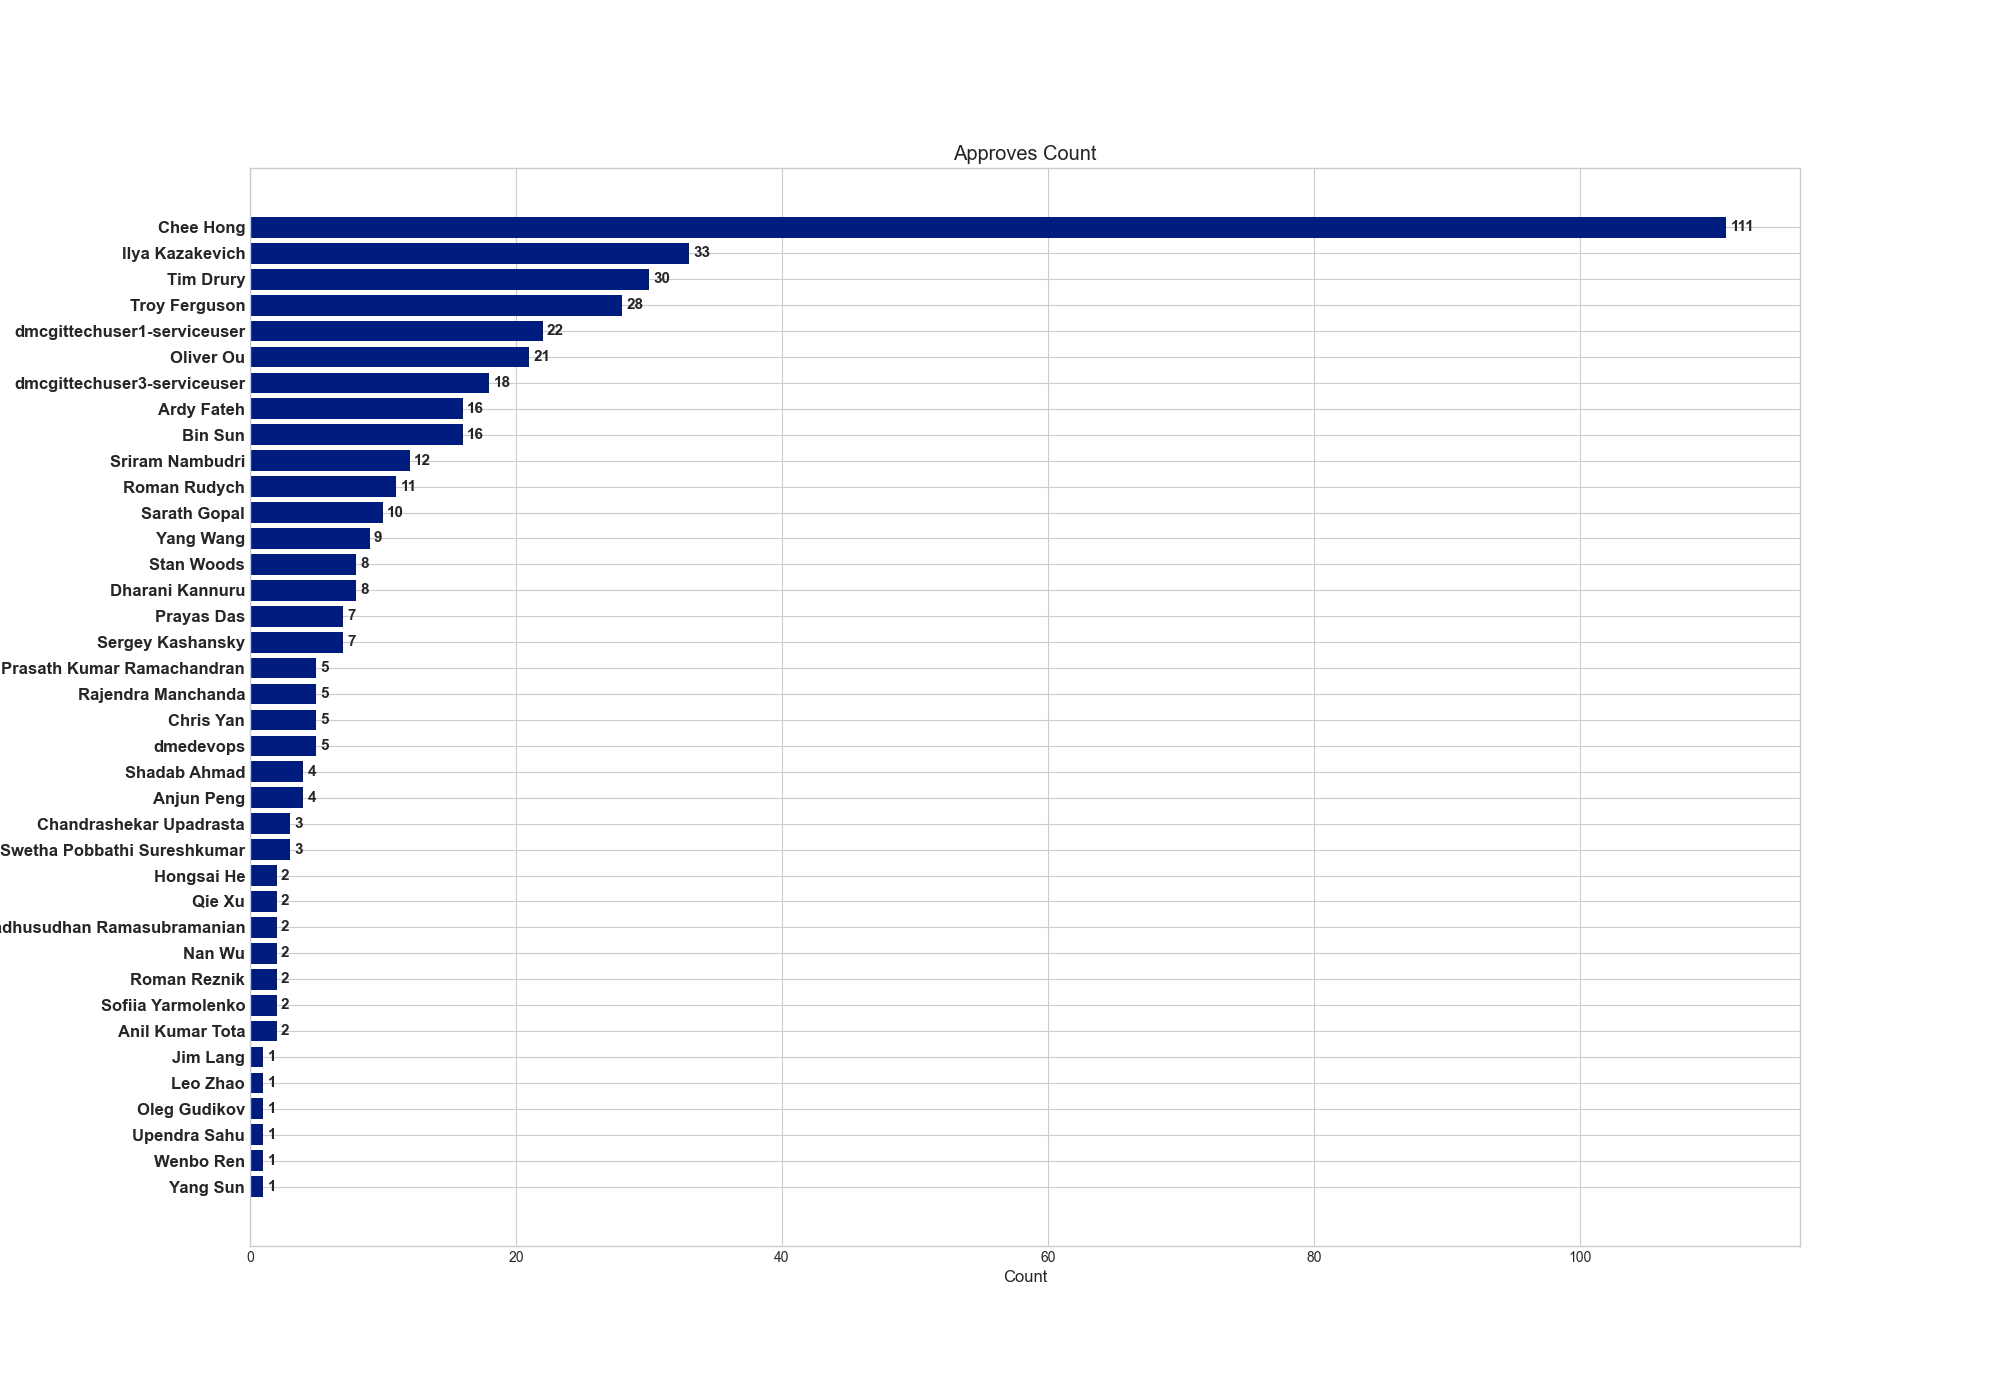 Approves Count
Chee Hong 111
Ilya Kazakevich 33
Tim Drury 30
Troy Ferguson 28
dmcgittechuser1-serviceuser 22
Oliver Ou 21
dmcgittechuser3-serviceuser 18
Ardy Fateh 16
Bin Sun 16
Sriram Nambudri 12
Roman Rudych 11
Sarath Gopal 10
Yang Wang 9
Stan Woods 8
Dharani Kannuru 8
Prayas Das 7
Sergey Kashansky 7
Prasath Kumar Ramachandran 5
Rajendra Manchanda 5
Chris Yan 5
dmedevops 5
Shadab Ahmad 4
Anjun Peng 4
Chandrashekar Upadrasta 3
Swetha Pobbathi Sureshkumar 3
Hongsai He 2
Qie Xu 2
Ramasubramanian 2
Nan Wu 2
Roman Reznik 2
Sofiia Yarmolenko 2
Anil Kumar Tota 2
Jim Lang 1
Leo Zhao 1
Oleg Gudikov 1
Upendra Sahu 1
Wenbo Ren 1
Yang Sun 1
0 20 40 60 80 100
Count